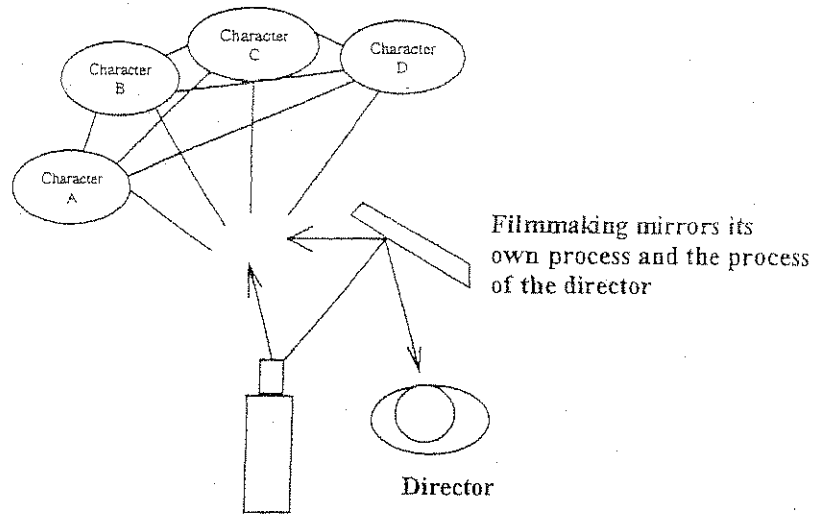 Character
C
Character
B
Character
D
Character
A
Filmmaking mirrors its
own process and the process
of the director
Director